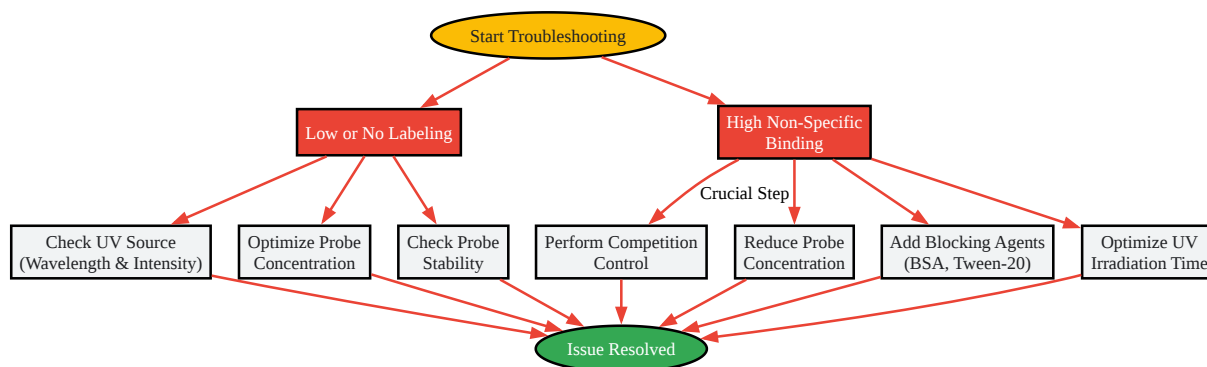 Start Troubleshooting
Low or No Labeling
High Non-Specific
Binding
Crucial Step
Check UV Source
(Wavelength & Intensity)
Optimize Probe
Concentration
Check Probe
Stability
Perform Competition
Control
Reduce Probe
Concentration
Add Blocking Agents
(BSA, Tween-20)
Optimize UV
Irradiation Time
Issue Resolved